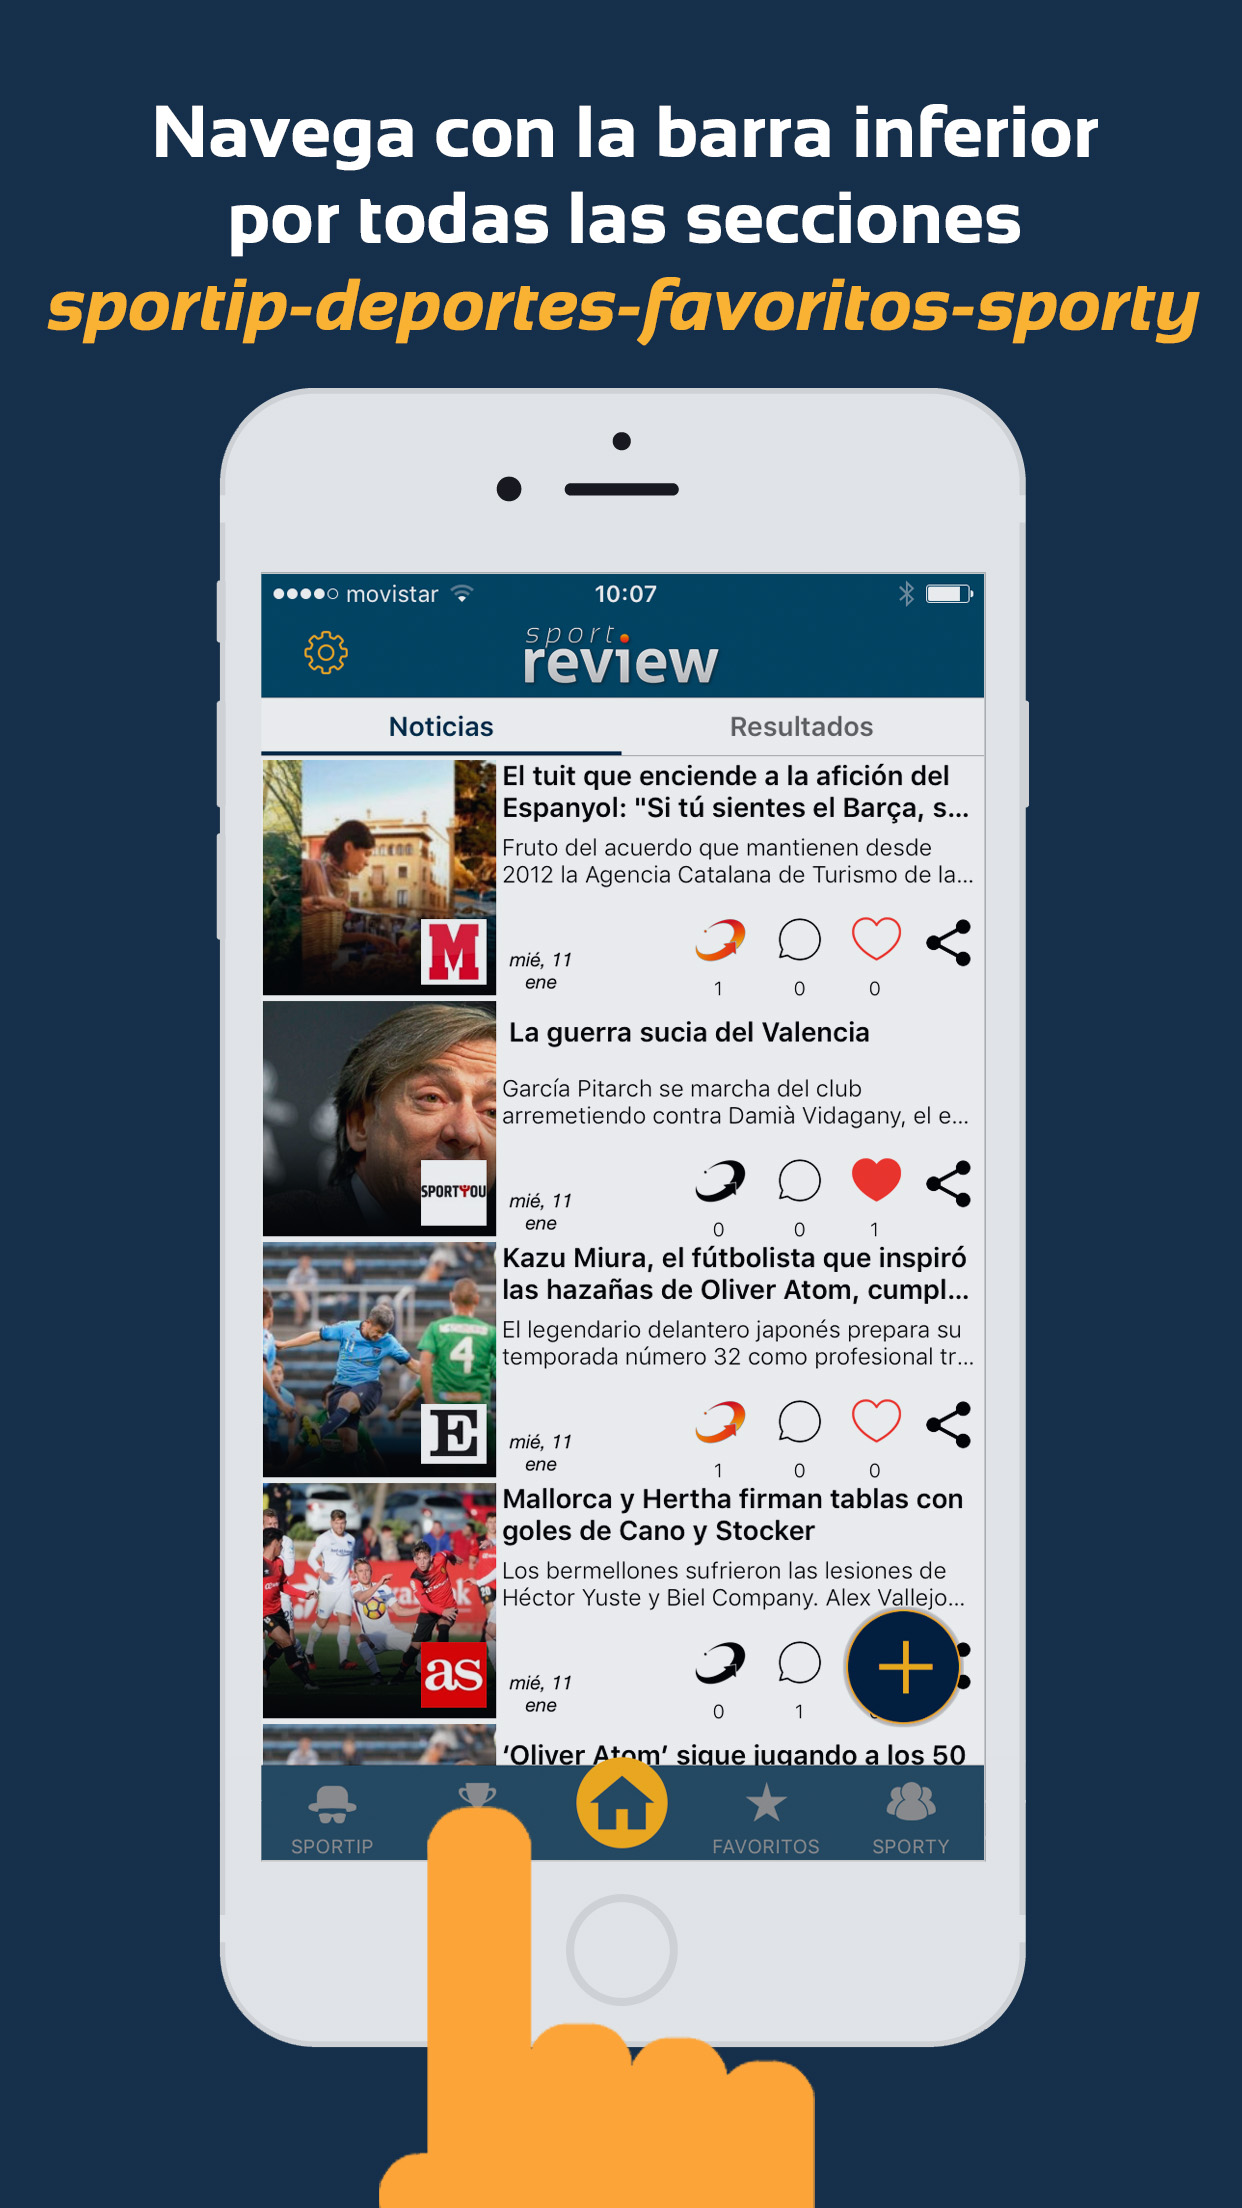 Navega con la barra inferior
por todas las secciones
sportip-deportes-favoritos-sporty
movistar
10:07
sport
review
Noticias
Resultados
El tuit que enciende a la afición del
Espanyol: "Si tú sientes el Barça, s...
Fruto del acuerdo que mantienen desde
2012 la Agencia Catalana de Turismo de la...
M
mié, 11
ene
1
0
0
La guerra sucia del Valencia
García Pitarch se marcha del club
arremetiendo contra Damià Vidagany, el e...
SPORTYOU
mié, 11
ene
0
0
1
Kazu Miura, el fútbolista que inspiró
las hazañas de Oliver Atom, cumpl...
El legendario delantero japonés prepara su
temporada número 32 como profesional tr...
11
4
E
mié, 11
ene
1
0
0
Mallorca y Hertha firman tablas con
goles de Cano y Stocker
Los bermellones sufrieron las lesiones de
Héctor Yuste y Biel Company. Alex Vallejo...
as
mié, 11
ene
0
1
‘Oliver Atom’ sigue jugando a los 50
SPORTIP
FAVORITOS
SPORTY